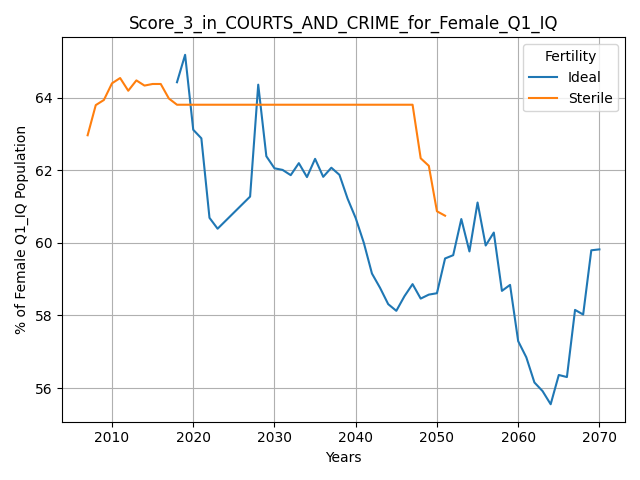 Score_3_in_COURTS_AND_CRIME_for_Female_Q1_IQ
% of Female Q1_IQ Population
64
62
60
58
56
Fertility
Ideal
Sterile
2010 2020 2030 2040 2050 2060 2070
Years